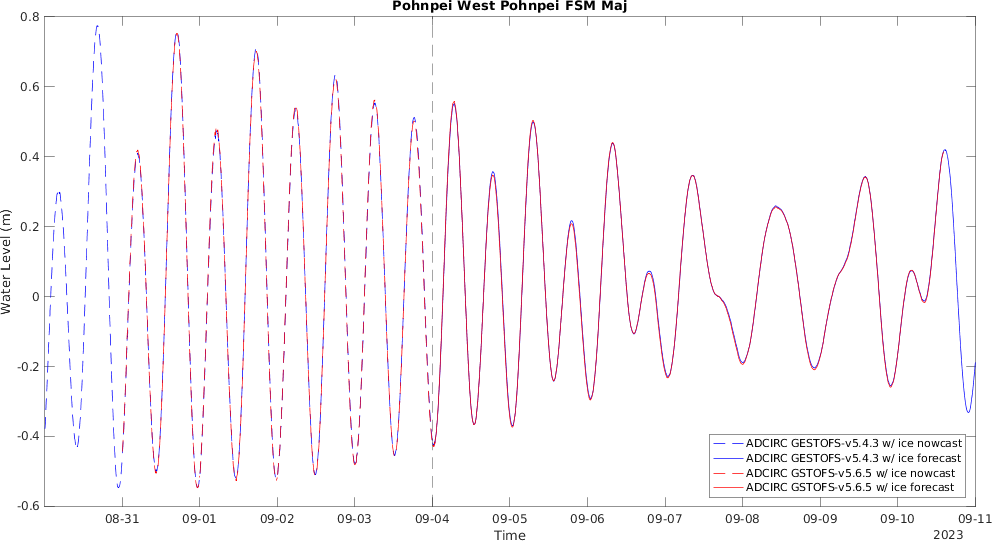 Pohnpei West Pohnpei FSM Maj
0.8
0.6
0.4
0.2
0
-0.2
-0.4
-0.6
Water Level (m)
08-31 09-01 09-02 09-03 09-04 09-05 09-06 09-07 09-08 09-09 09-10 09-11
Time
2023
ADCIRC GESTOFS-v5.4.3 w/ ice nowcast
ADCIRC GESTOFS-v5.4.3 w/ ice forecast
ADCIRC GSTOFS-v5.6.5 w/ ice nowcast
ADCIRC GSTOFS-v5.6.5 w/ ice forecast